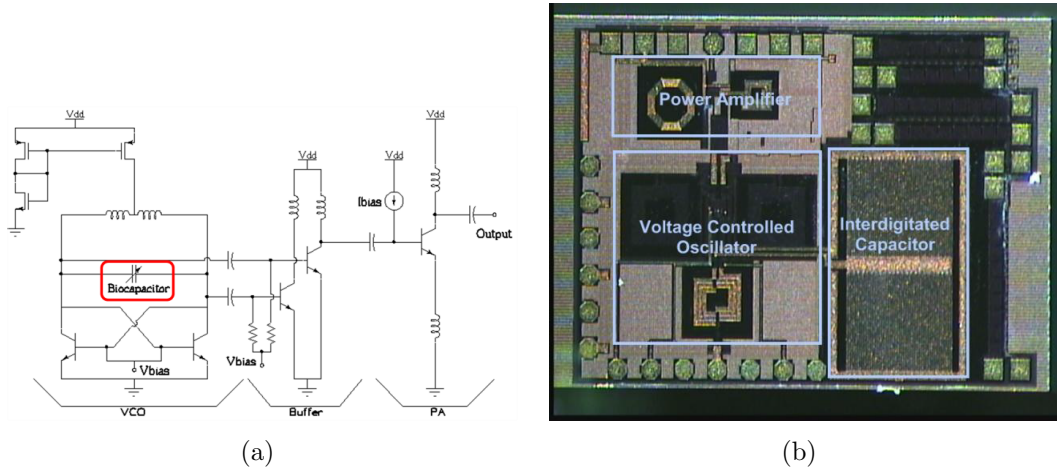 Vdd
Vdd
Vdd
Vdd
Ibias
Output
Biocapacitor
Vbias
Vbias
VCO
Buffer
PA
(a)
Power Amplifier
Voltage Controlled
Oscillator
Interdigitated
Capacitor
(b)